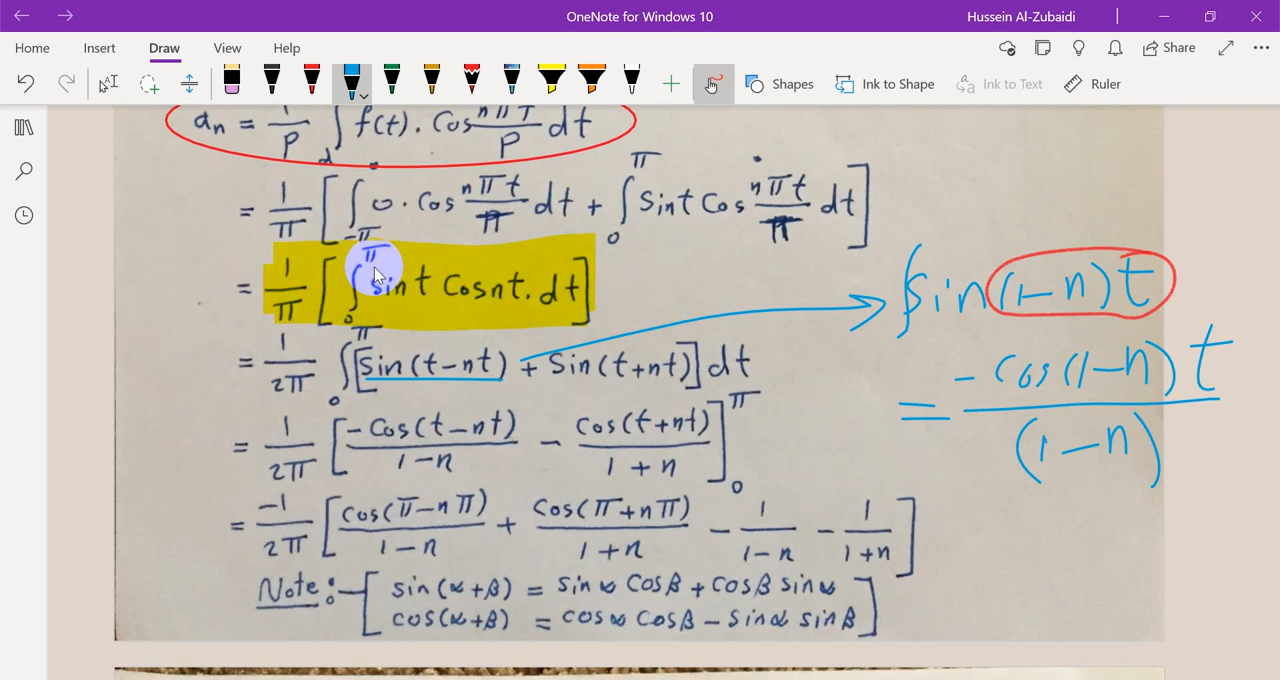 OneNote for Windows 10
Hussein Al-Zubaidi
Home Insert Draw View Help
Share
Shapes Ink to Shape Ink to Text Ruler
an = 1/P ∫ f(t). Cos nπt/P dt
= 1/π [∫_{-π}^{0} 0. Cos nπt/π dt + ∫_0^π Sint Cos nπt/π dt]
= 1/π [∫_0^π Sint Cosnt. dt]
= 1/2π ∫_0^π [Sin(t-nt) + Sin(t+nt)] dt
= 1/2π [-Cos(t-nt)/1-n - Cos(t+nt)/1+n]_0^π
= -1/2π [Cos(π-nπ)/1-n + Cos(π+nπ)/1+n - 1/1-n - 1/1+n]
Note:- [sin(α+β) = sinα Cosβ + cosβ sinα
cos(α+β) = cosα Cosβ - sinα sinβ]
∫sin(1-n)t
= -cos(1-n)t/(1-n)